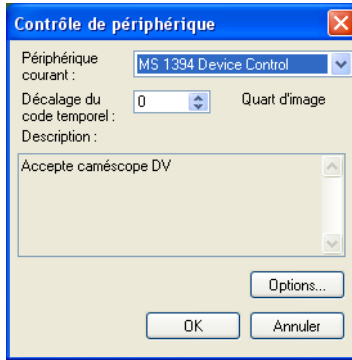 Contrôle de périphérique
Périphérique
courant :
MS 1394 Device Control
Décalage du
code temporel :
0
Quart d'image
Description :
Accepte caméscope DV
Options...
OK
Annuler